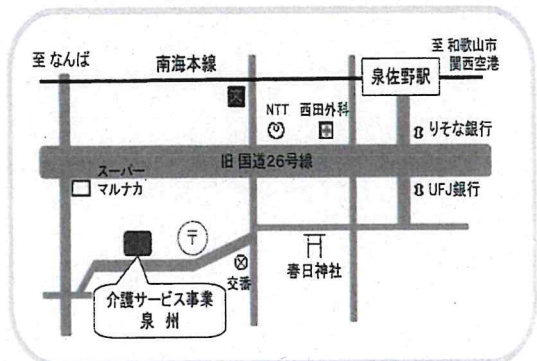 至 なんば
南海本線
泉佐野駅
至 和歌山市
関西空港
NTT
西田外科
りそな銀行
旧 国道26号線
スーパー
マルナカ
UFJ銀行
〒
交番
春日神社
介護サービス事業
泉 州